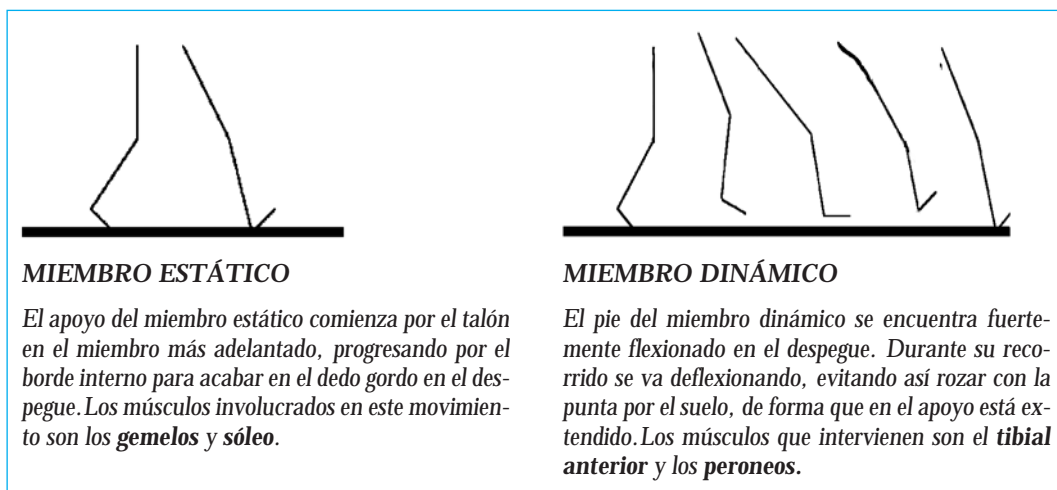 MIEMBRO ESTÁTICO
El apoyo del miembro estático comienza por el talón
en el miembro más adelantado, progresando por el
borde interno para acabar en el dedo gordo en el des-
pegue. Los músculos involucrados en este movimien-
to son los gemelos y sóleo.
MIEMBRO DINÁMICO
El pie del miembro dinámico se encuentra fuerte-
mente flexionado en el despegue. Durante su reco-
rrido se va deflexionando, evitando así rozar con la
punta por el suelo, de forma que en el apoyo está ex-
tendido. Los músculos que intervienen son el tibial
anterior y los peroneos.